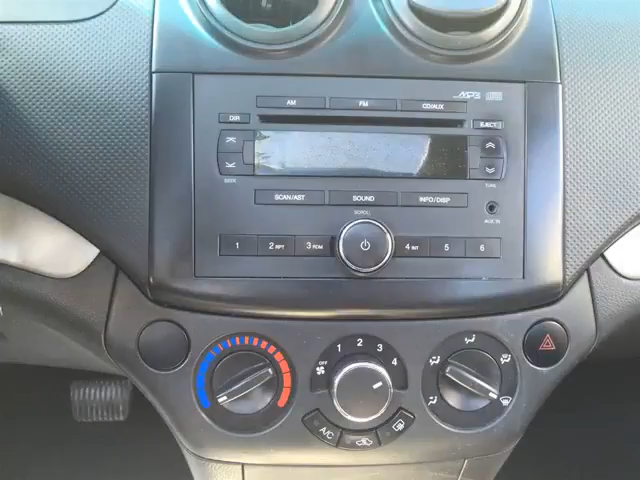 MP3
AM FM CD/AUX
DIR EJECT
SEEK TUNE
SCAN/AST SOUND INFO/DISP
SCROLL
AUX IN
1 2 RPT 3 RDM 4 INT 5 6
OFF 1 2 3 4
A/C